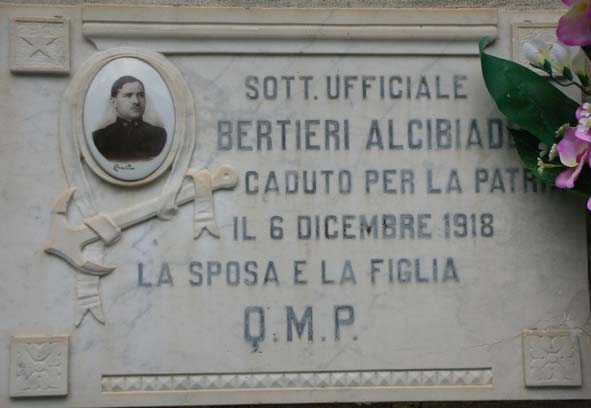 SOTT. UFFICIALE
BERTIERI ALCIBIADE
CADUTO PER LA PATRIA
IL 6 DICEMBRE 1918
LA SPOSA E LA FIGLIA
Q.M.P.